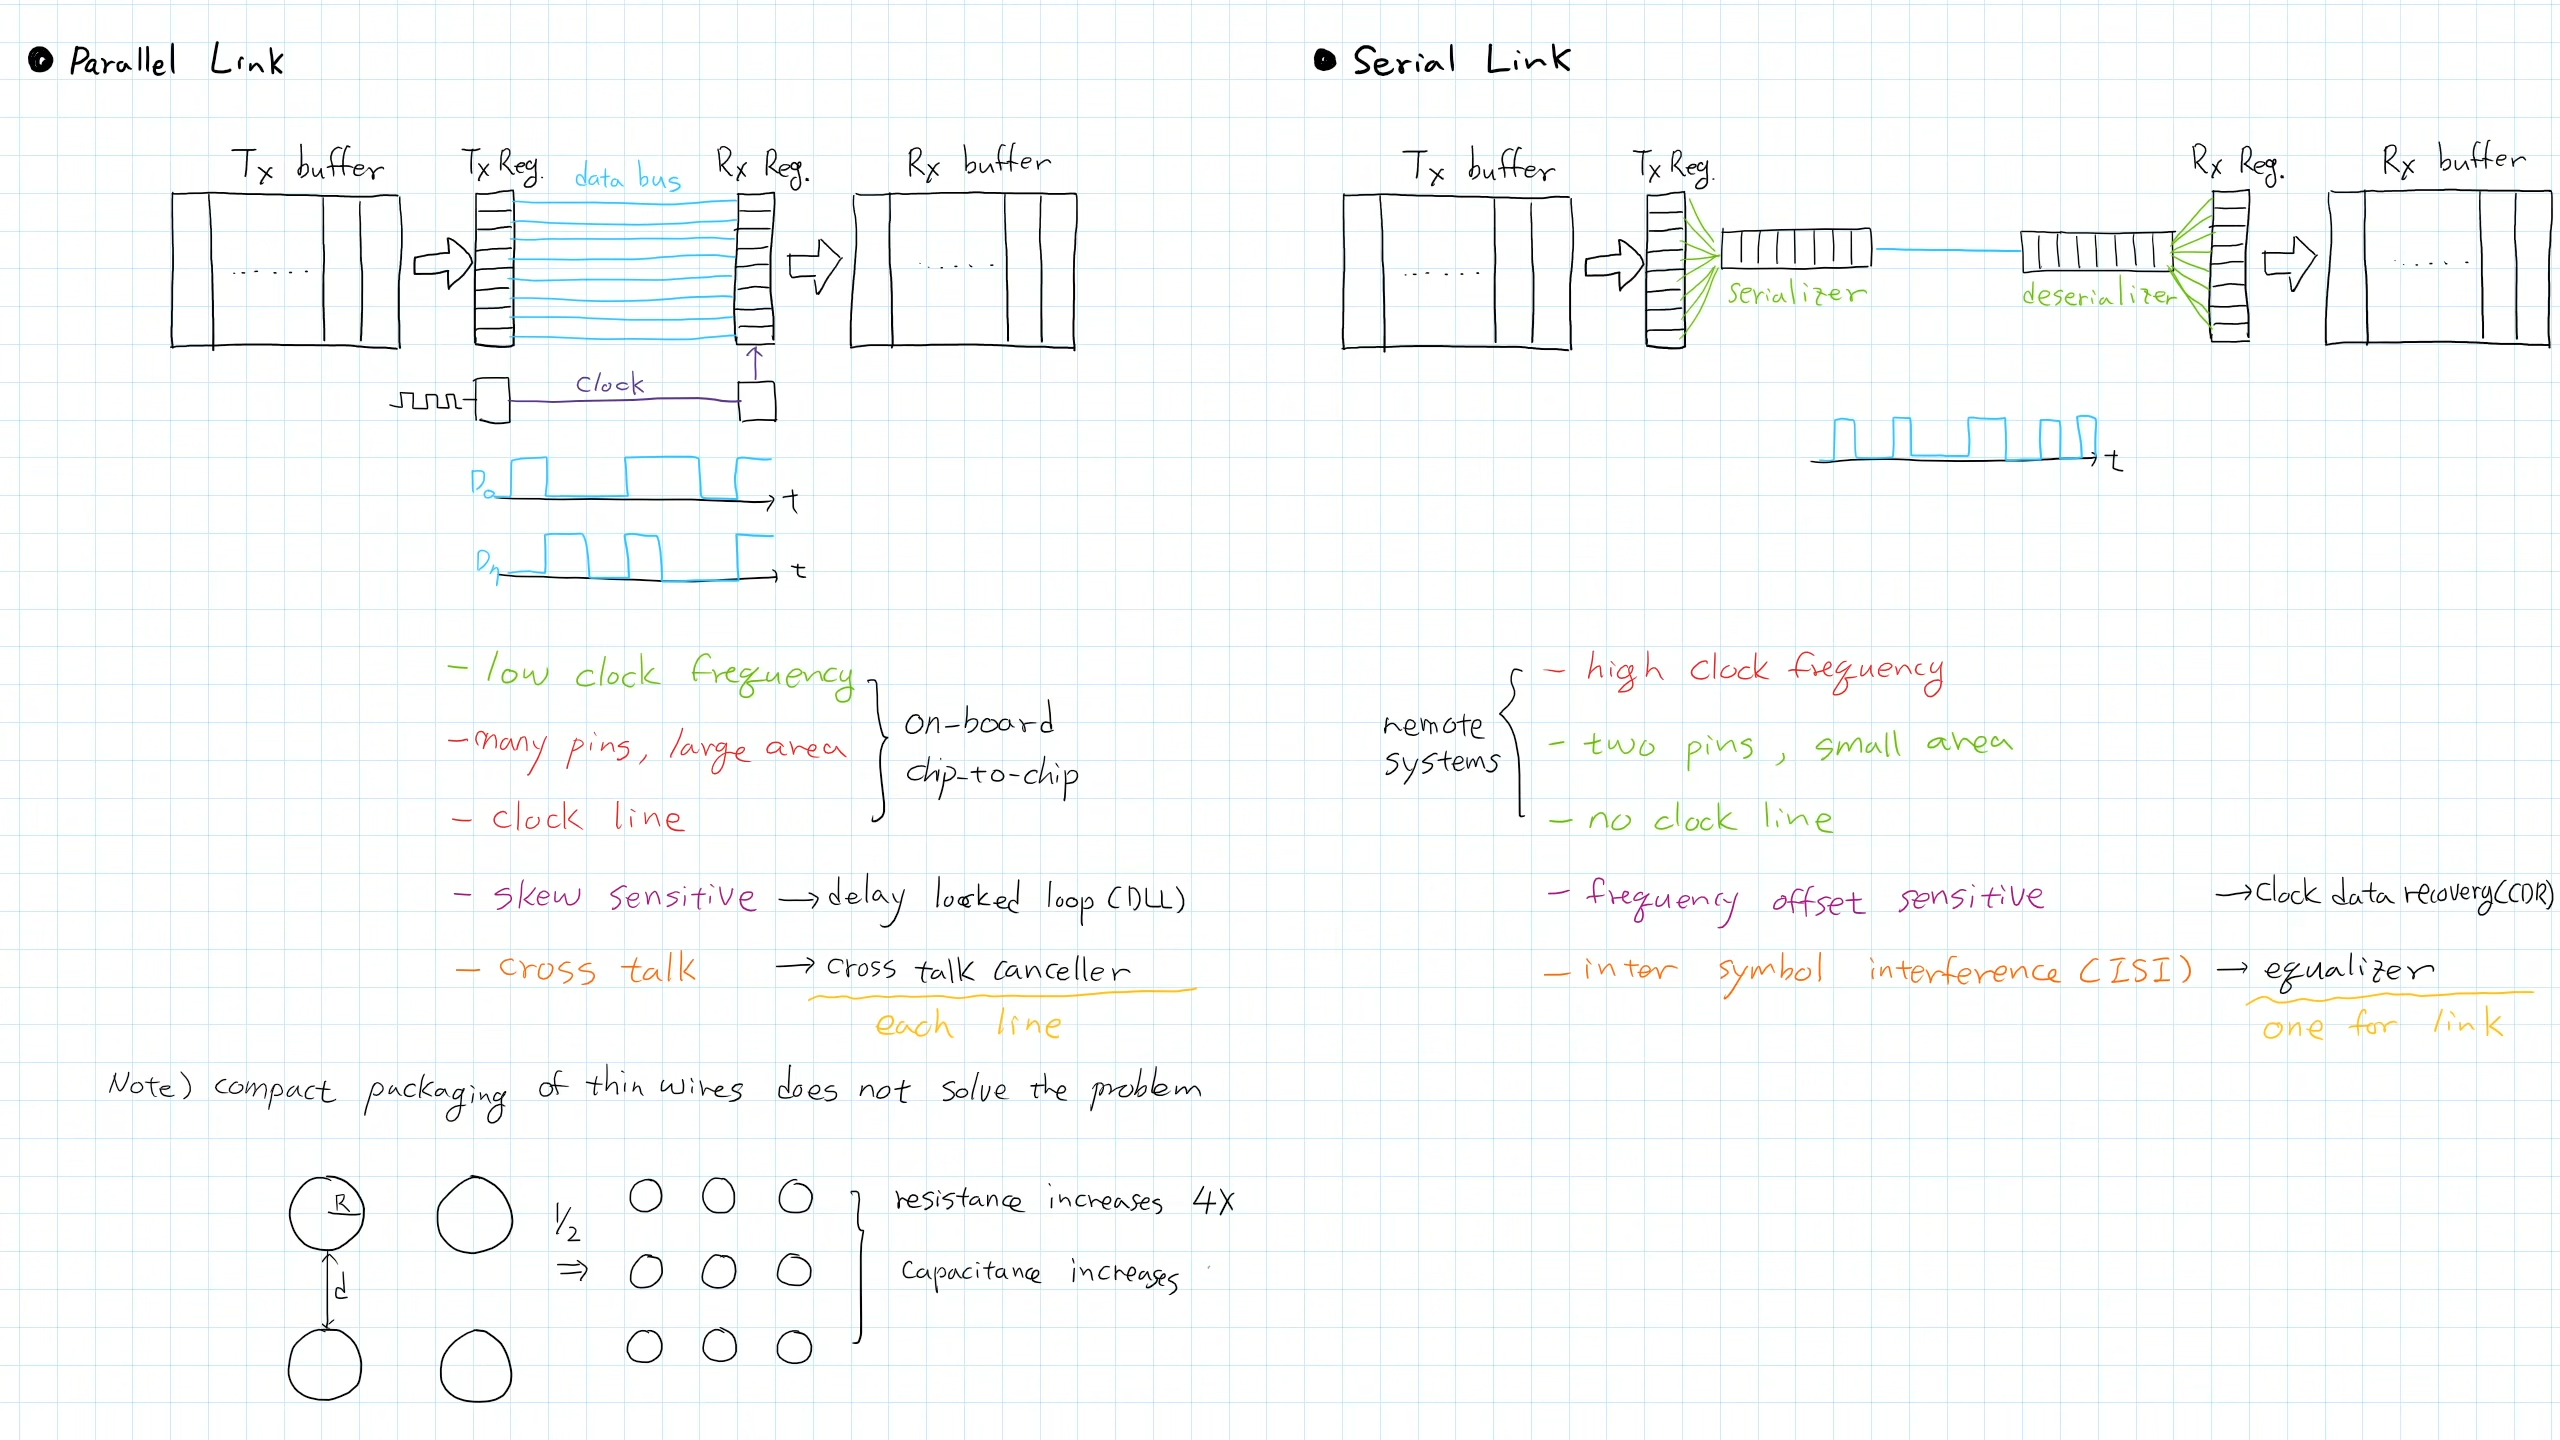 ● Parallel Link
Tx buffer
Tx Reg.
data bus
Rx Reg.
Rx buffer
Clock
D₀
t
Dₙ
t
- low clock frequency
- many pins, large area
- clock line
on-board
chip-to-chip
- skew sensitive → delay locked loop (DLL)
- cross talk → cross talk canceller
each line
Note) compact packaging of thin wires does not solve the problem
R
d
1/2
⇒
resistance increases 4X
Capacitance increases
● Serial Link
Tx buffer
Tx Reg.
serializer
deserializer
Rx Reg.
Rx buffer
t
remote
systems
- high clock frequency
- two pins, small area
- no clock line
- frequency offset sensitive → Clock data recovery (CDR)
- inter symbol interference (ISI) → equalizer
one for link